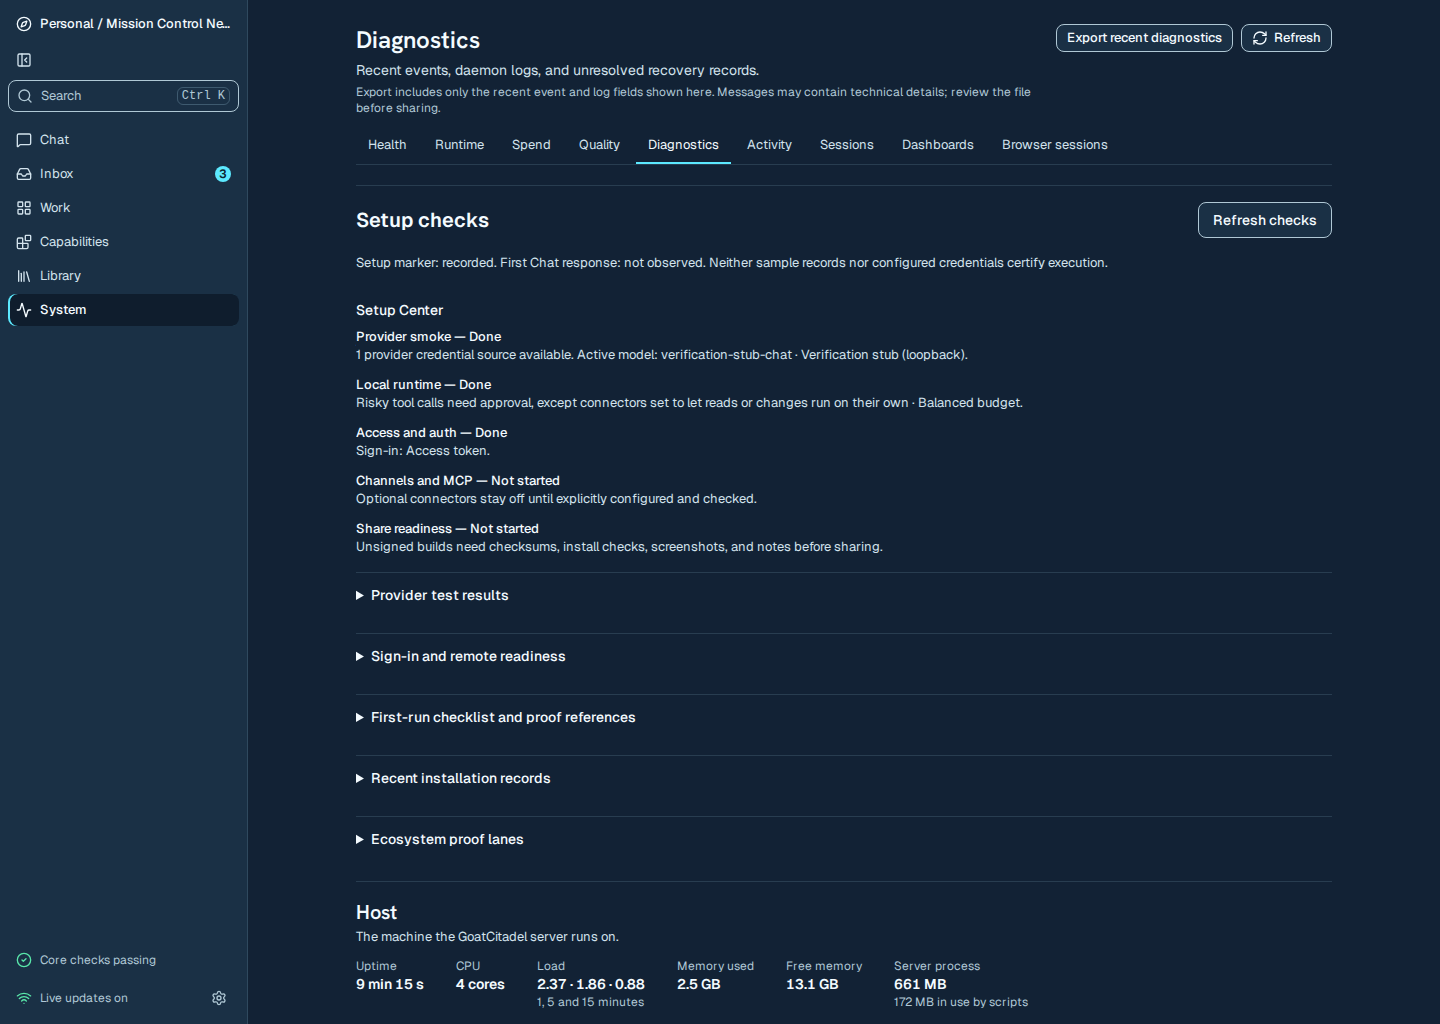 Personal / Mission Control Ne...
Search
Ctrl K
Chat
Inbox
3
Work
Capabilities
Library
System
Core checks passing
Live updates on
Diagnostics
Export recent diagnostics
Refresh
Recent events, daemon logs, and unresolved recovery records.
Export includes only the recent event and log fields shown here. Messages may contain technical details; review the file
before sharing.
Health
Runtime
Spend
Quality
Diagnostics
Activity
Sessions
Dashboards
Browser sessions
Setup checks
Refresh checks
Setup marker: recorded. First Chat response: not observed. Neither sample records nor configured credentials certify execution.
Setup Center
Provider smoke — Done
1 provider credential source available. Active model: verification-stub-chat · Verification stub (loopback).
Local runtime — Done
Risky tool calls need approval, except connectors set to let reads or changes run on their own · Balanced budget.
Access and auth — Done
Sign-in: Access token.
Channels and MCP — Not started
Optional connectors stay off until explicitly configured and checked.
Share readiness — Not started
Unsigned builds need checksums, install checks, screenshots, and notes before sharing.
Provider test results
Sign-in and remote readiness
First-run checklist and proof references
Recent installation records
Ecosystem proof lanes
Host
The machine the GoatCitadel server runs on.
Uptime
9 min 15 s
CPU
4 cores
Load
2.37 · 1.86 · 0.88
1, 5 and 15 minutes
Memory used
2.5 GB
Free memory
13.1 GB
Server process
661 MB
172 MB in use by scripts